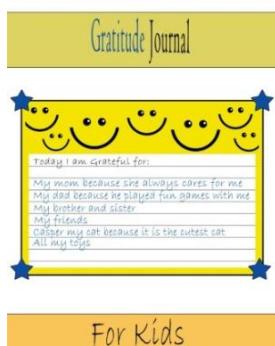 Gratitude Journal
Today I am Grateful for:
My mom because she always cares for me
My dad because he played fun games with me
My brother and sister
My friends
Casper my cat because it is the cutest cat
All my toys
For Kids